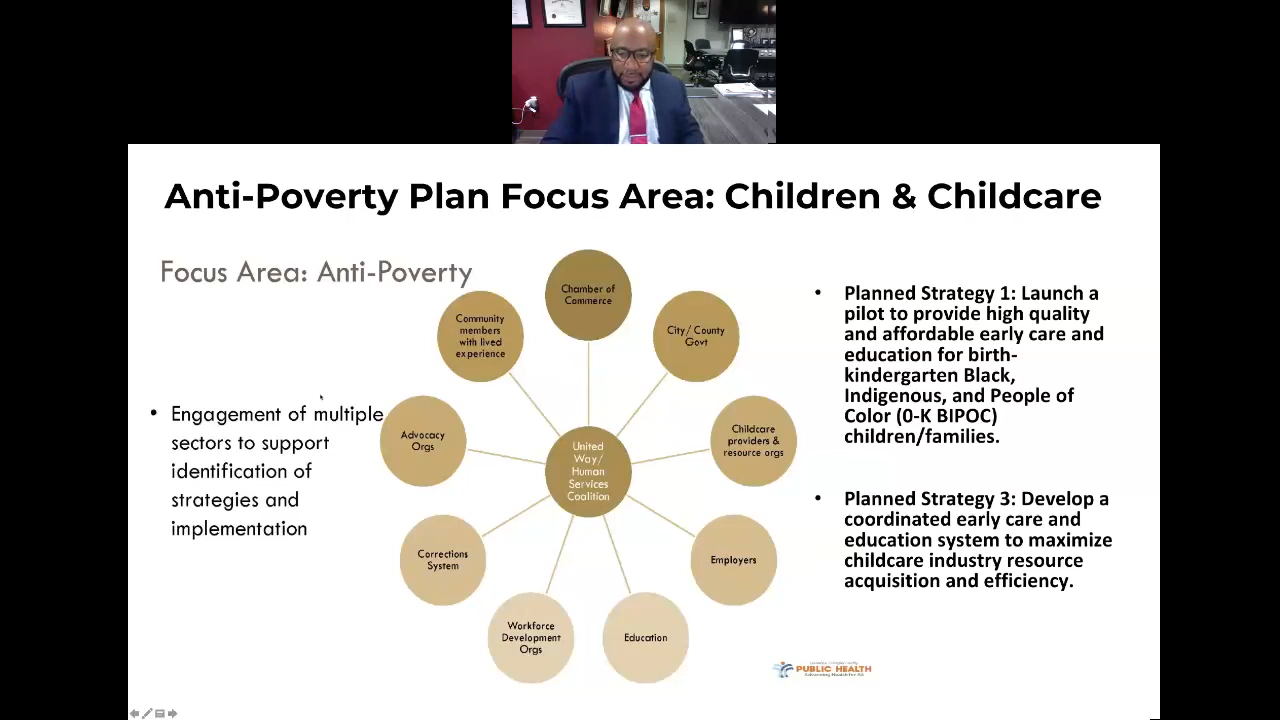 Anti-Poverty Plan Focus Area: Children & Childcare
Focus Area: Anti-Poverty
• Engagement of multiple
sectors to support
identification of
strategies and
implementation
Chamber of
Commerce
City/ County
Govt
Childcare
providers &
resource orgs
Employers
Education
Workforce
Development
Orgs
Corrections
System
Advocacy
Orgs
Community
members
with lived
experience
United
Way/
Human
Services
Coalition
• Planned Strategy 1: Launch a
pilot to provide high quality
and affordable early care and
education for birth-
kindergarten Black,
Indigenous, and People of
Color (0-K BIPOC)
children/families.
• Planned Strategy 3: Develop a
coordinated early care and
education system to maximize
childcare industry resource
acquisition and efficiency.
PUBLIC HEALTH
Advancing Health for All